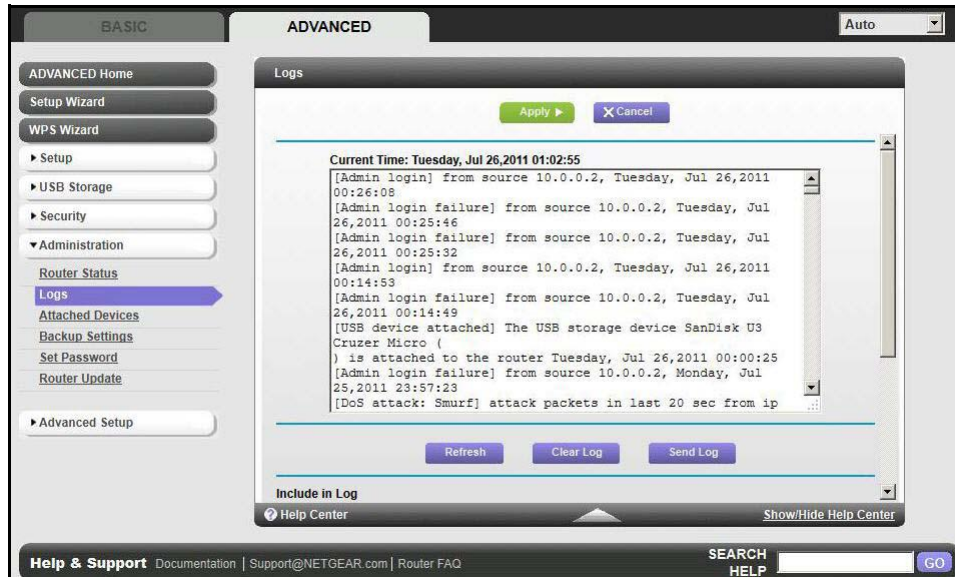 BASIC
ADVANCED
Auto
ADVANCED Home
Setup Wizard
WPS Wizard
Setup
USB Storage
Security
Administration
Router Status
Logs
Attached Devices
Backup Settings
Set Password
Router Update
Advanced Setup
Logs
Apply
X Cancel
Current Time: Tuesday, Jul 26,2011 01:02:55
[Admin login] from source 10.0.0.2, Tuesday, Jul 26,2011
00:26:08
[Admin login failure] from source 10.0.0.2, Tuesday, Jul
26,2011 00:25:46
[Admin login failure] from source 10.0.0.2, Tuesday, Jul
26,2011 00:25:32
[Admin login] from source 10.0.0.2, Tuesday, Jul 26,2011
00:14:53
[Admin login failure] from source 10.0.0.2, Tuesday, Jul
26,2011 00:14:49
[USB device attached] The USB storage device SanDisk U3
Cruzer Micro (
) is attached to the router Tuesday, Jul 26,2011 00:00:25
[Admin login failure] from source 10.0.0.2, Monday, Jul
25,2011 23:57:23
[DoS attack: Smurf] attack packets in last 20 sec from ip
Refresh
Clear Log
Send Log
Include in Log
? Help Center
Show/Hide Help Center
Help & Support Documentation | Support@NETGEAR.com | Router FAQ
SEARCH
HELP
GO